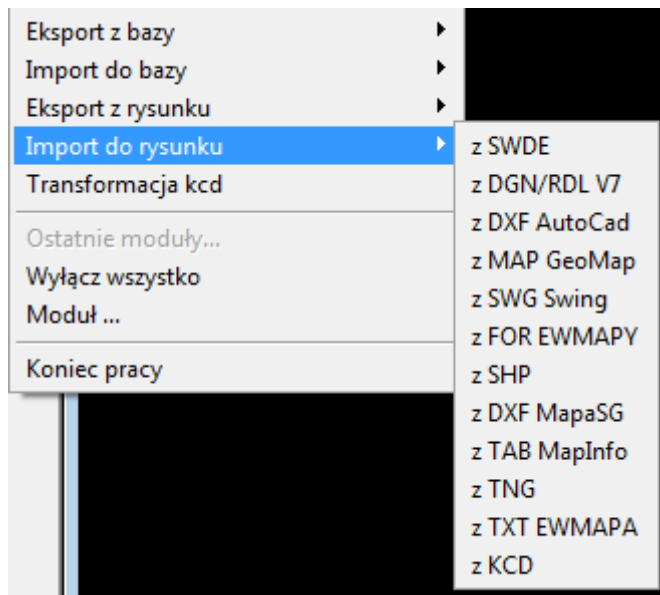 Eksport z bazy
Import do bazy
Eksport z rysunku
Import do rysunku
Transformacja kcd
Ostatnie moduły...
Wyłącz wszystko
Moduł ...
Koniec pracy
z SWDE
z DGN/RDL V7
z DXF AutoCad
z MAP GeoMap
z SWG Swing
z FOR EWMAPY
z SHP
z DXF MapaSG
z TAB MapInfo
z TNG
z TXT EWMAPA
z KCD